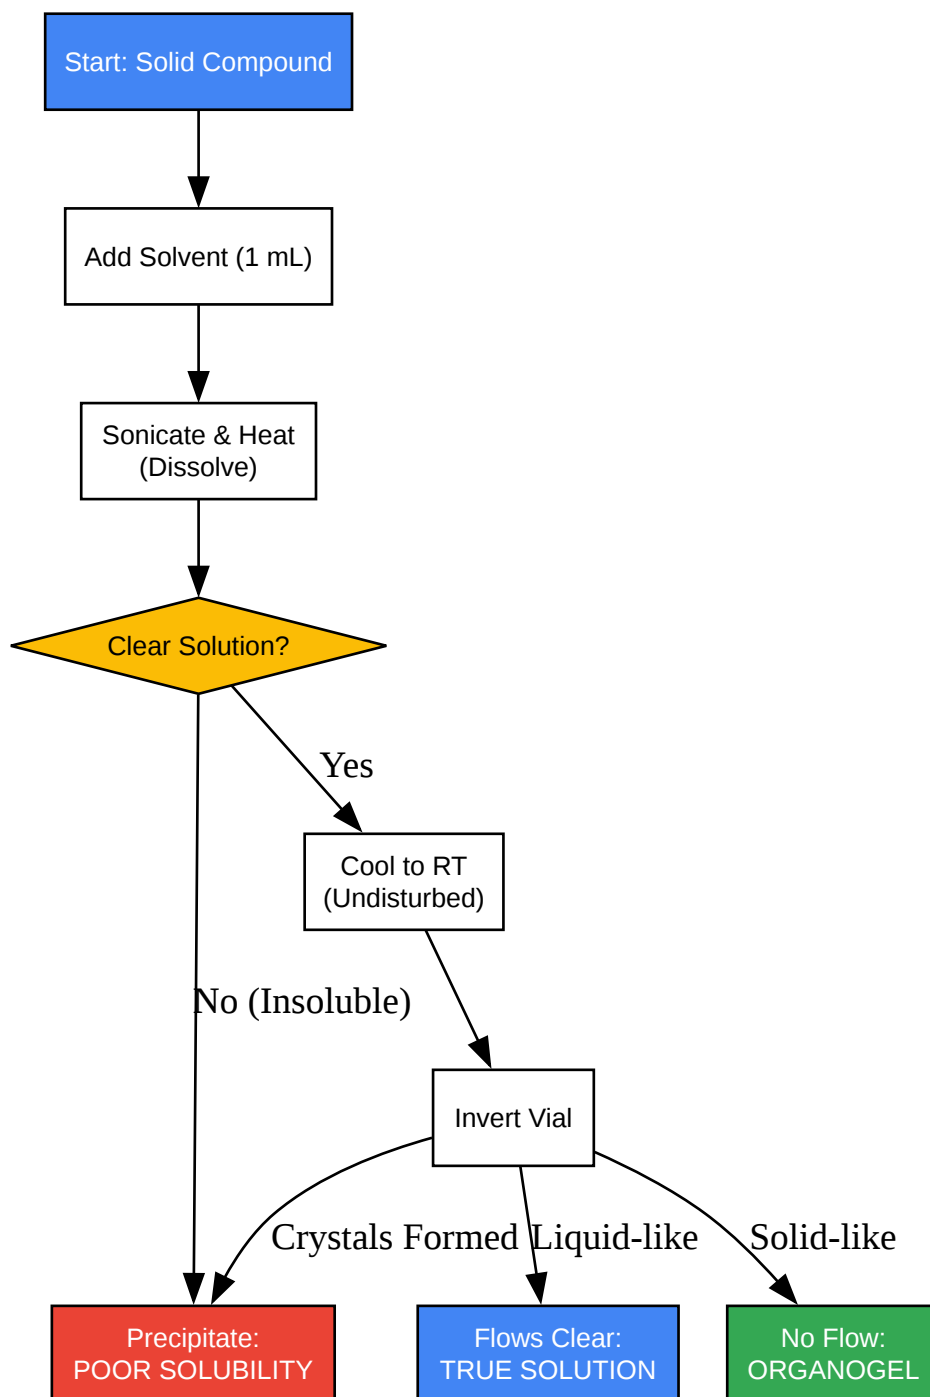 Start: Solid Compound
Add Solvent (1 mL)
Sonicate & Heat
(Dissolve)
Clear Solution?
Yes
Cool to RT
(Undisturbed)
No (Insoluble)
Invert Vial
Crystals Formed
Liquid-like
Solid-like
Precipitate:
POOR SOLUBILITY
Flows Clear:
TRUE SOLUTION
No Flow:
ORGANOGEL